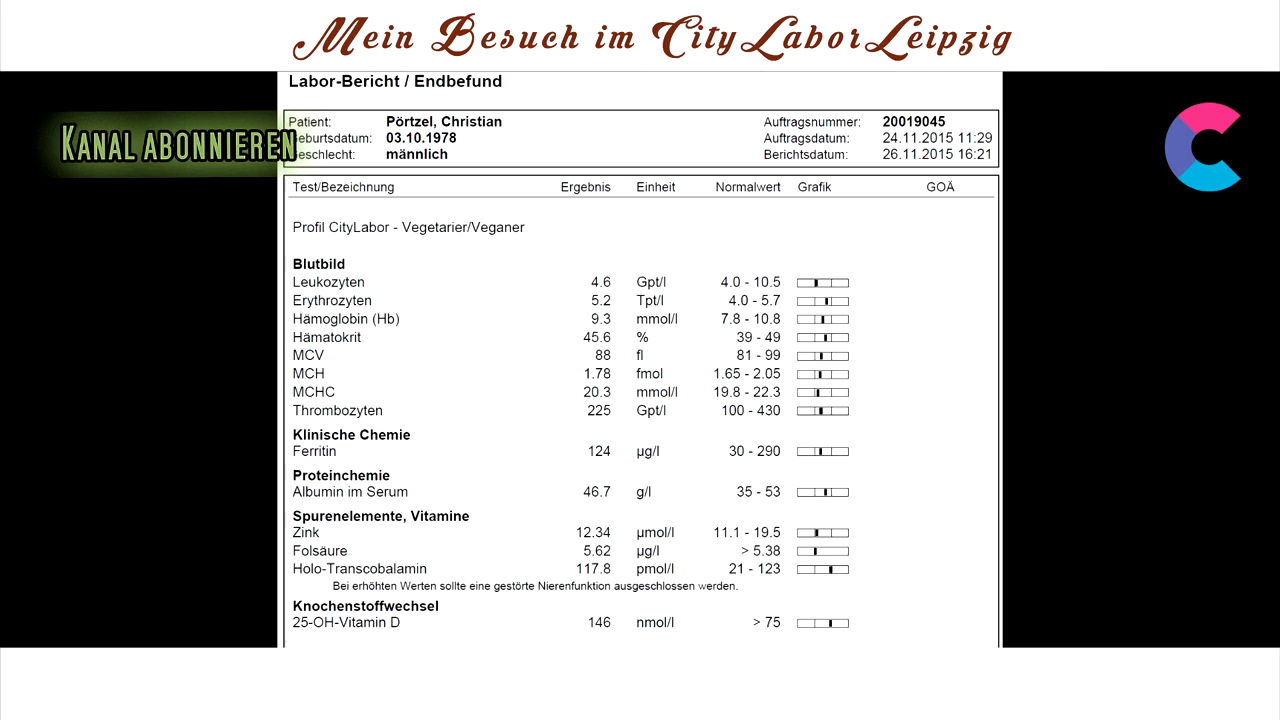 Mein Besuch im CityLabor Leipzig
Labor-Bericht / Endbefund
KANAL ABONNIEREN
Patient: Pörtzel, Christian Auftragsnummer: 20019045
eburtsdatum: 03.10.1978 Auftragsdatum: 24.11.2015 11:29
eschlecht: männlich Berichtsdatum: 26.11.2015 16:21
Test/Bezeichnung Ergebnis Einheit Normalwert Grafik GOÄ
Profil CityLabor - Vegetarier/Veganer
Blutbild
Leukozyten 4.6 Gpt/l 4.0 - 10.5
Erythrozyten 5.2 Tpt/l 4.0 - 5.7
Hämoglobin (Hb) 9.3 mmol/l 7.8 - 10.8
Hämatokrit 45.6 % 39 - 49
MCV 88 fl 81 - 99
MCH 1.78 fmol 1.65 - 2.05
MCHC 20.3 mmol/l 19.8 - 22.3
Thrombozyten 225 Gpt/l 100 - 430
Klinische Chemie
Ferritin 124 µg/l 30 - 290
Proteinchemie
Albumin im Serum 46.7 g/l 35 - 53
Spurenelemente, Vitamine
Zink 12.34 µmol/l 11.1 - 19.5
Folsäure 5.62 µg/l > 5.38
Holo-Transcobalamin 117.8 pmol/l 21 - 123
Bei erhöhten Werten sollte eine gestörte Nierenfunktion ausgeschlossen werden.
Knochenstoffwechsel
25-OH-Vitamin D 146 nmol/l > 75